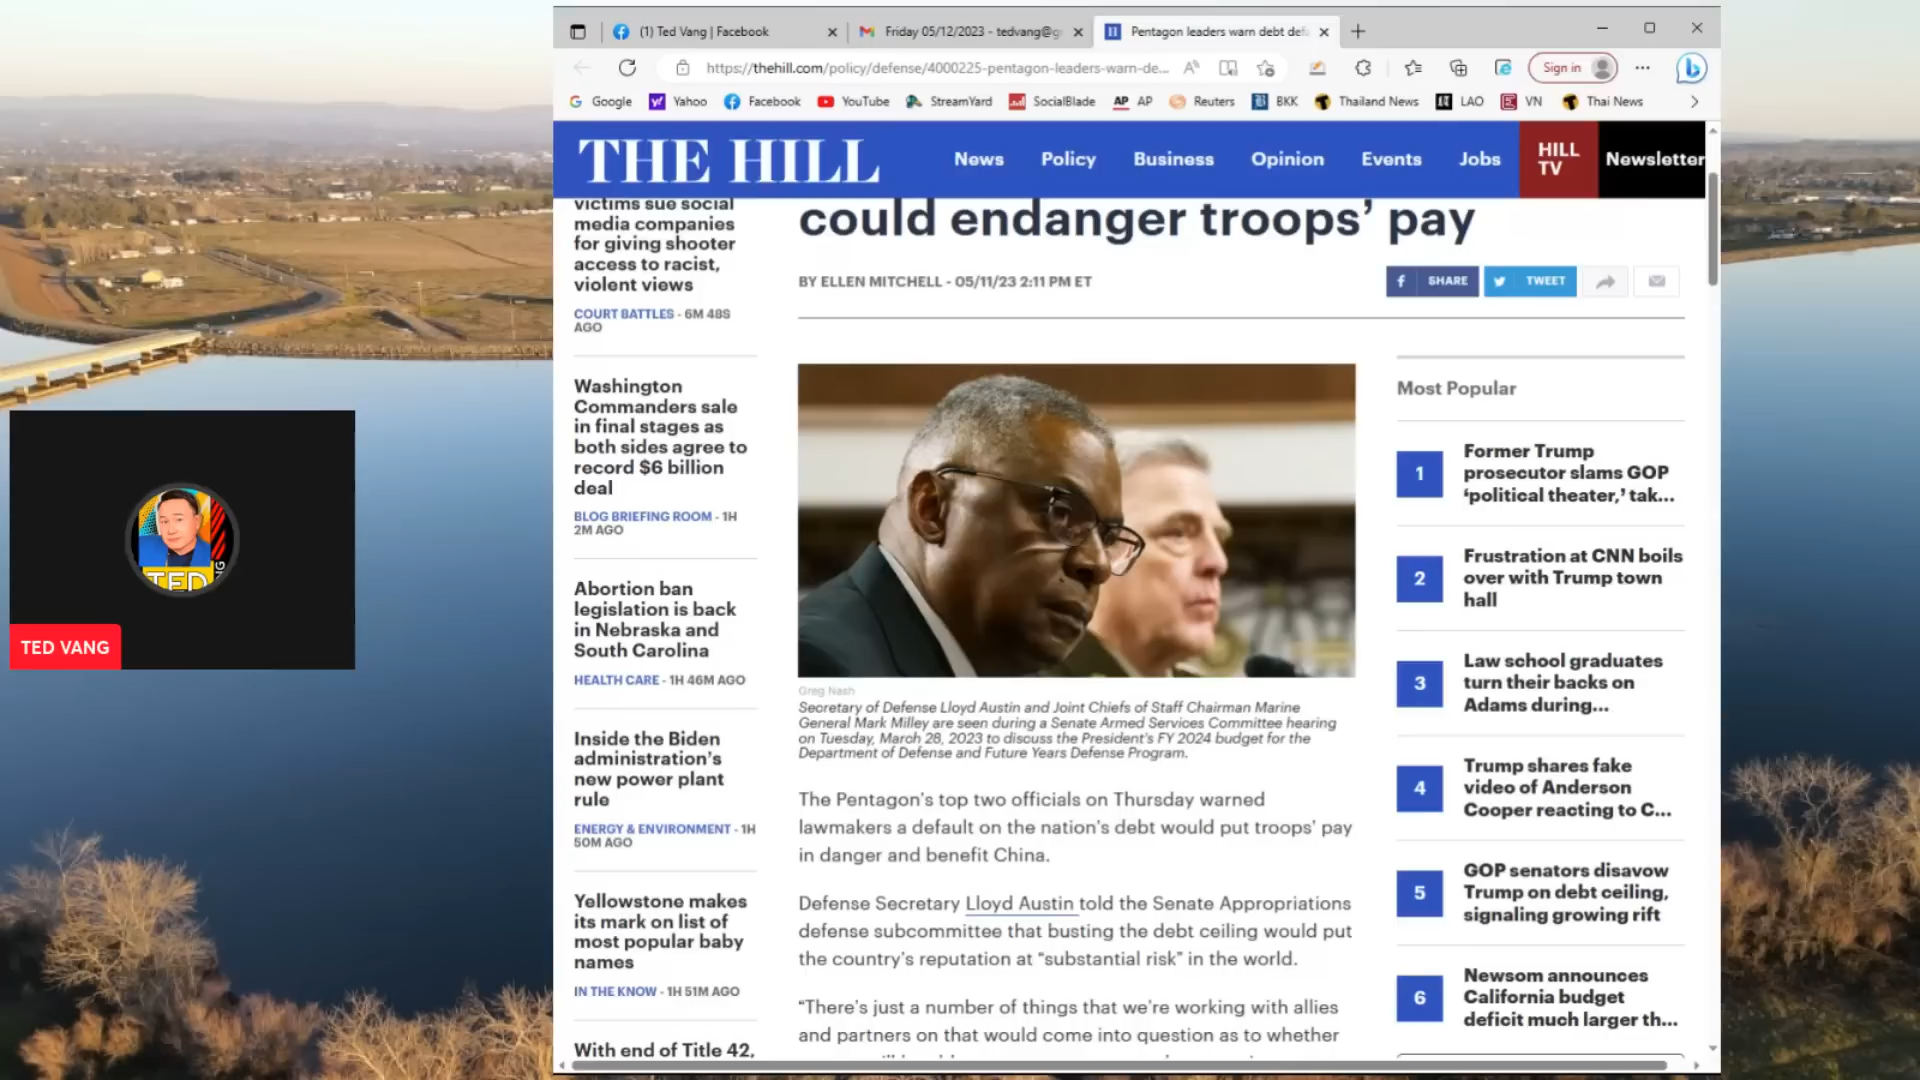 (1) Ted Vang | Facebook
Friday 05/12/2023 - tedvang@g
Pentagon leaders warn debt def
https://thehill.com/policy/defense/4000225-pentagon-leaders-warn-de...
Sign in
Google
Yahoo
Facebook
YouTube
StreamYard
SocialBlade
AP AP
Reuters
BKK
Thailand News
LAO
VN
Thai News
THE HILL
News
Policy
Business
Opinion
Events
Jobs
HILL
TV
Newsletter
victims sue social
media companies
for giving shooter
access to racist,
violent views
COURT BATTLES - 6M 48S
AGO
Washington
Commanders sale
in final stages as
both sides agree to
record $6 billion
deal
BLOG BRIEFING ROOM - 1H
2M AGO
Abortion ban
legislation is back
in Nebraska and
South Carolina
HEALTH CARE - 1H 46M AGO
Inside the Biden
administration's
new power plant
rule
ENERGY & ENVIRONMENT - 1H
50M AGO
Yellowstone makes
its mark on list of
most popular baby
names
IN THE KNOW - 1H 51M AGO
With end of Title 42,
could endanger troops' pay
BY ELLEN MITCHELL - 05/11/23 2:11 PM ET
SHARE
TWEET
Greg Nash
Secretary of Defense Lloyd Austin and Joint Chiefs of Staff Chairman Marine
General Mark Milley are seen during a Senate Armed Services Committee hearing
on Tuesday, March 28, 2023 to discuss the President's FY 2024 budget for the
Department of Defense and Future Years Defense Program.
The Pentagon's top two officials on Thursday warned
lawmakers a default on the nation's debt would put troops' pay
in danger and benefit China.
Defense Secretary Lloyd Austin told the Senate Appropriations
defense subcommittee that busting the debt ceiling would put
the country's reputation at "substantial risk" in the world.
"There's just a number of things that we're working with allies
and partners on that would come into question as to whether
Most Popular
1
Former Trump
prosecutor slams GOP
'political theater,' tak...
2
Frustration at CNN boils
over with Trump town
hall
3
Law school graduates
turn their backs on
Adams during...
4
Trump shares fake
video of Anderson
Cooper reacting to C...
5
GOP senators disavow
Trump on debt ceiling,
signaling growing rift
6
Newsom announces
California budget
deficit much larger th...
TED
TED VANG